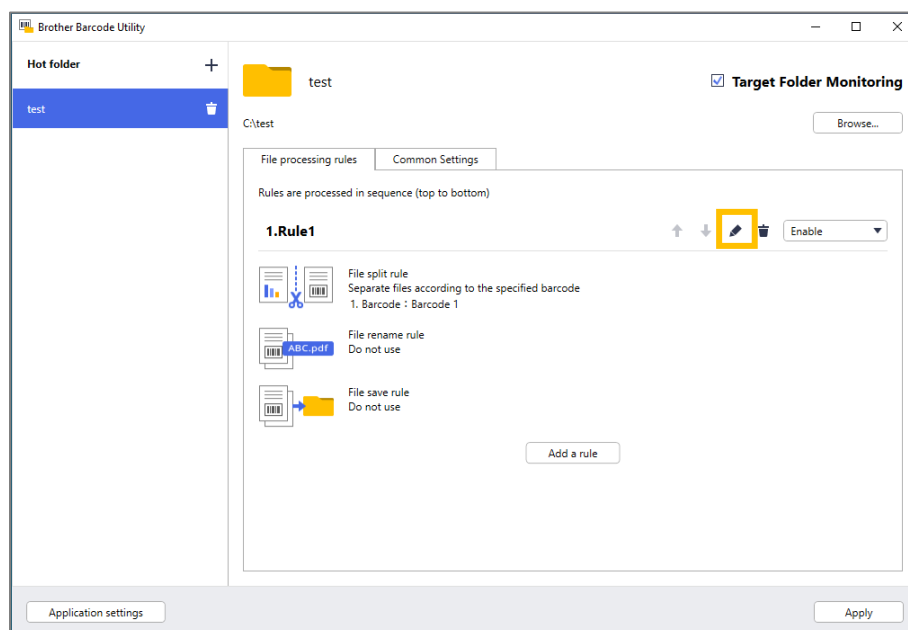 Brother Barcode Utility
Hot folder
test
test
Target Folder Monitoring
C:\test
Browse...
File processing rules
Common Settings
Rules are processed in sequence (top to bottom)
1.Rule1
Enable
File split rule
Separate files according to the specified barcode
1. Barcode : Barcode 1
File rename rule
ABC.pdf
Do not use
File save rule
Do not use
Add a rule
Application settings
Apply